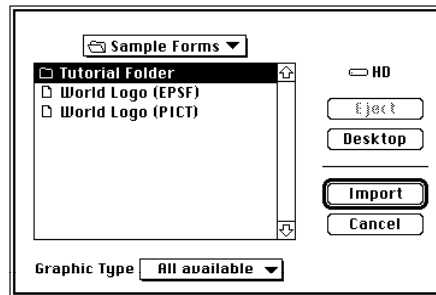 Sample Forms
Tutorial Folder
World Logo (EPSF)
World Logo (PICT)
HD
Eject
Desktop
Import
Cancel
Graphic Type All available